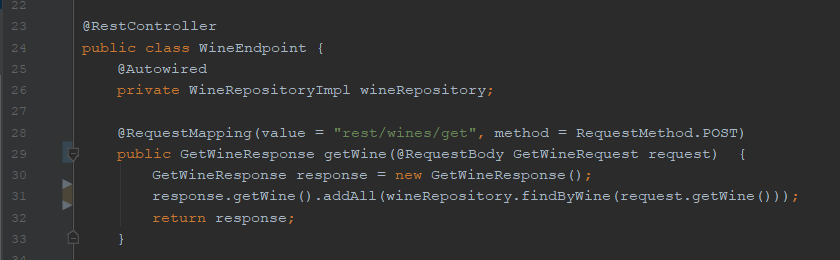 22
23 @RestController
24 public class WineEndpoint {
25 @Autowired
26 private WineRepositoryImpl wineRepository;
27
28 @RequestMapping(value = "rest/wines/get", method = RequestMethod.POST)
29 public GetWineResponse getWine(@RequestBody GetWineRequest request) {
30 GetWineResponse response = new GetWineResponse();
31 response.getWine().addAll(wineRepository.findByWine(request.getWine()));
32 return response;
33 }
34